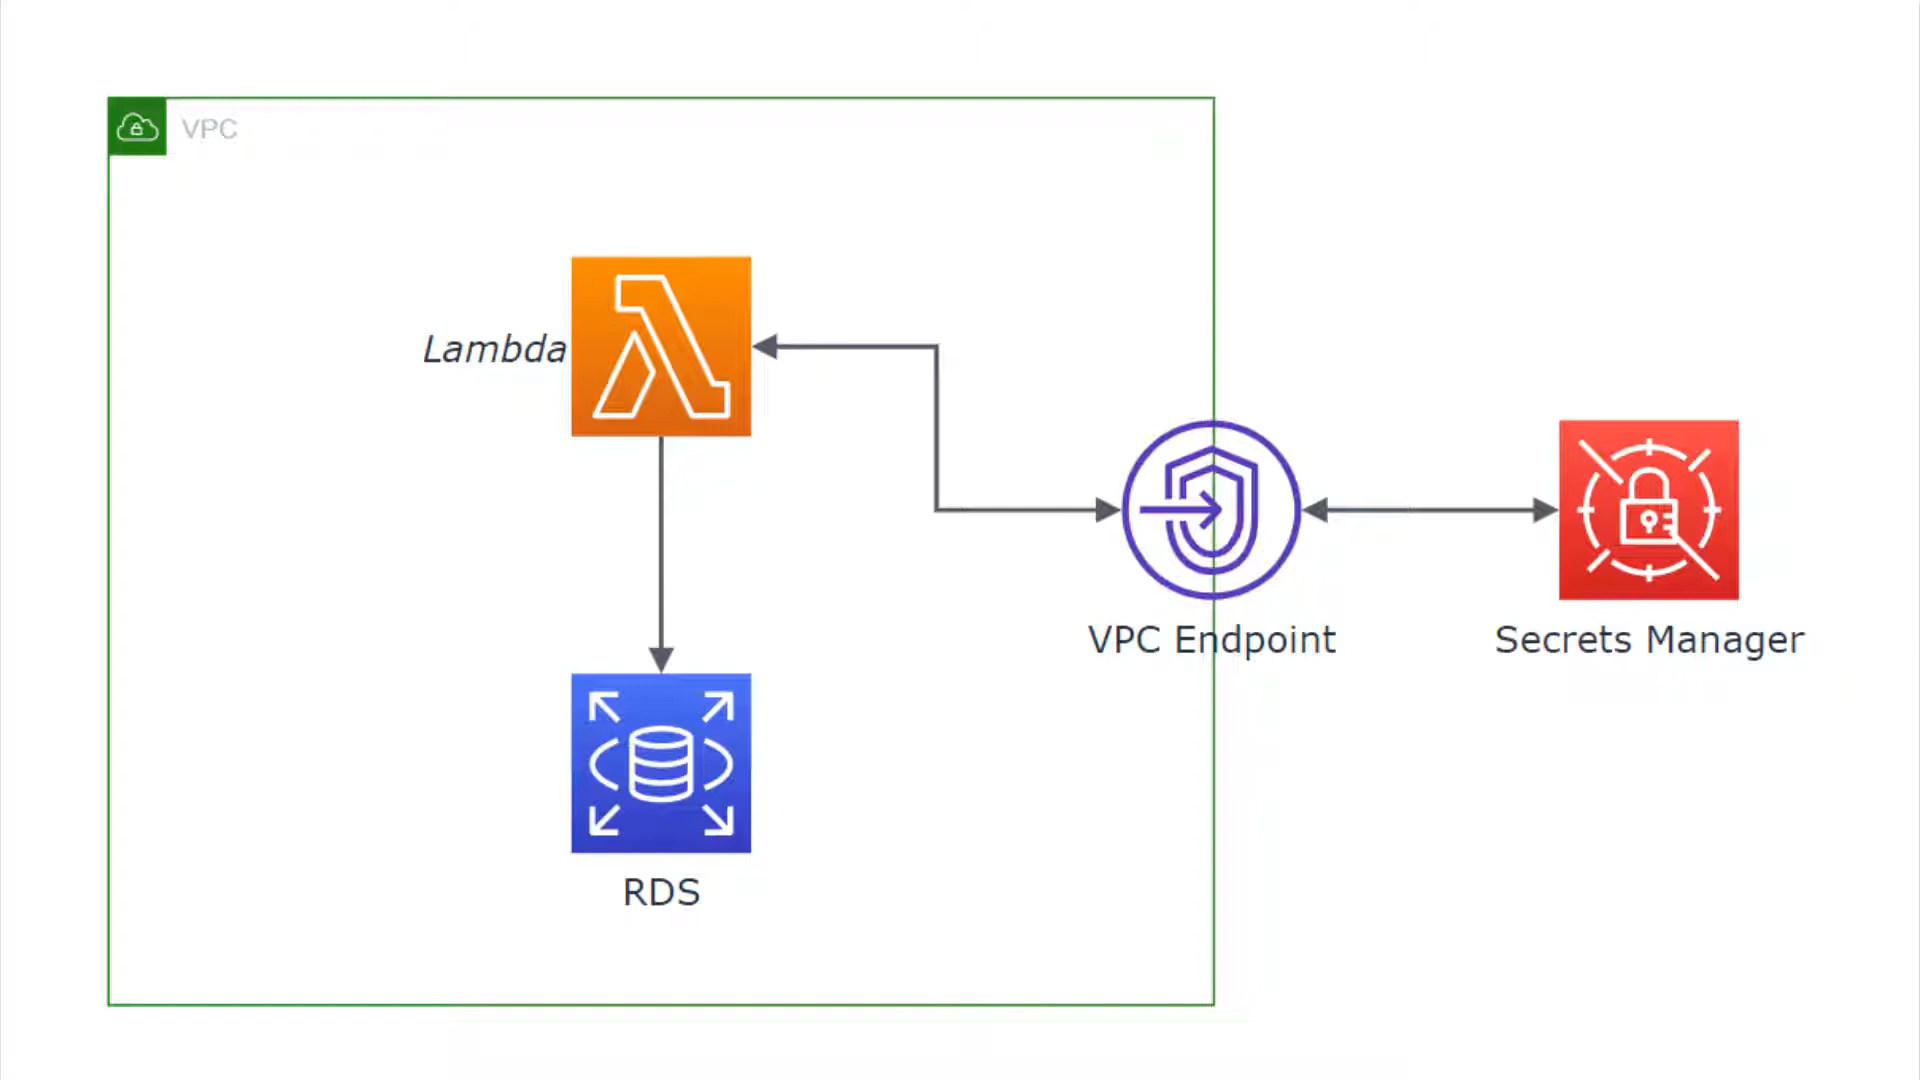 VPC
Lambda
VPC Endpoint
Secrets Manager
RDS